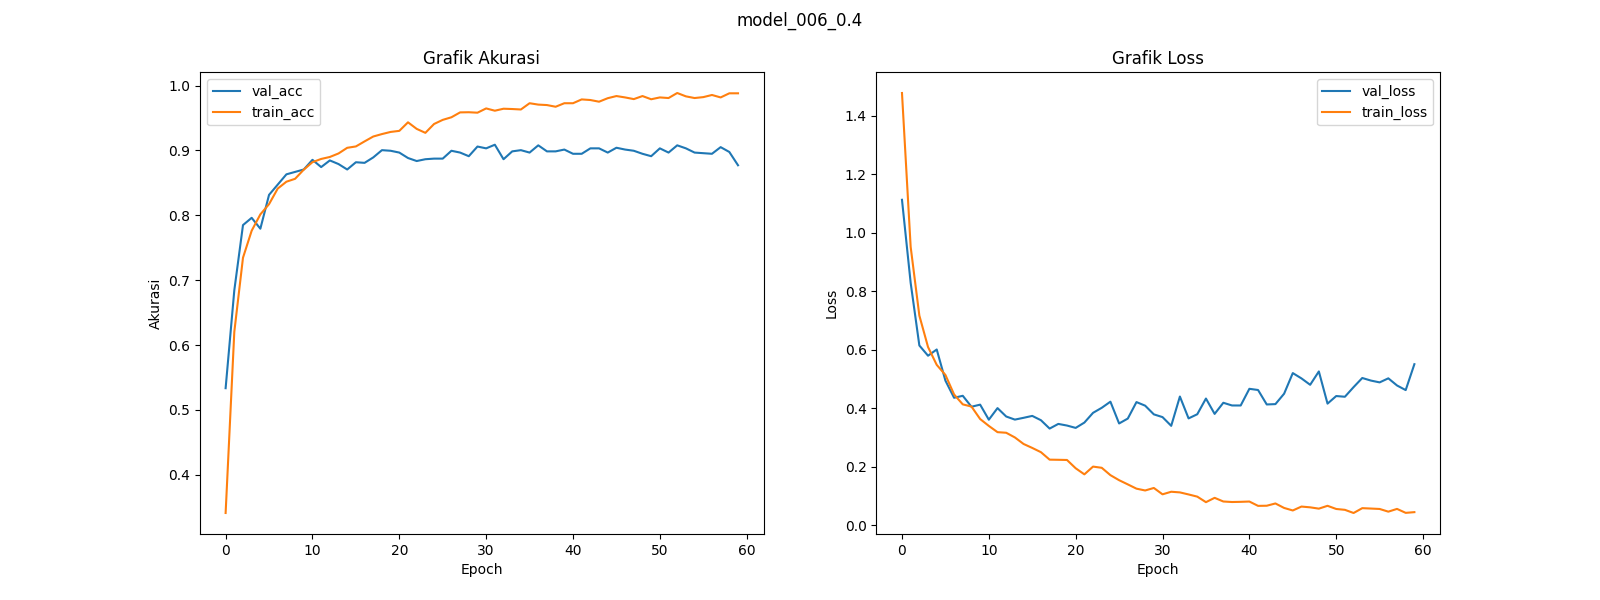 model_006_0.4
Grafik Akurasi
val_acc
train_acc
1.0
0.9
0.8
0.7
0.6
0.5
0.4
Akurasi
0
10
20
30
40
50
60
Epoch
Grafik Loss
val_loss
train_loss
1.4
1.2
1.0
0.8
0.6
0.4
0.2
0.0
Loss
0
10
20
30
40
50
60
Epoch